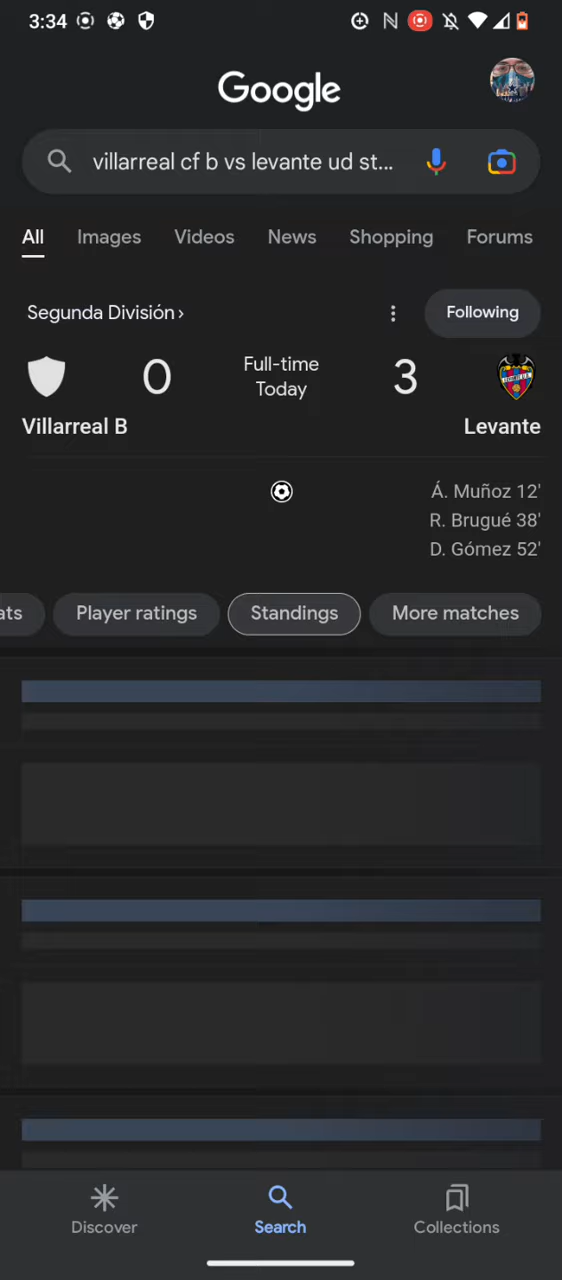 3:34
Google
villarreal cf b vs levante ud st...
All Images Videos News Shopping Forums
Segunda División ›
Following
0 Full-time 3
Today
Villarreal B Levante
Á. Muñoz 12'
R. Brugué 38'
D. Gómez 52'
ats Player ratings Standings More matches
Discover Search Collections